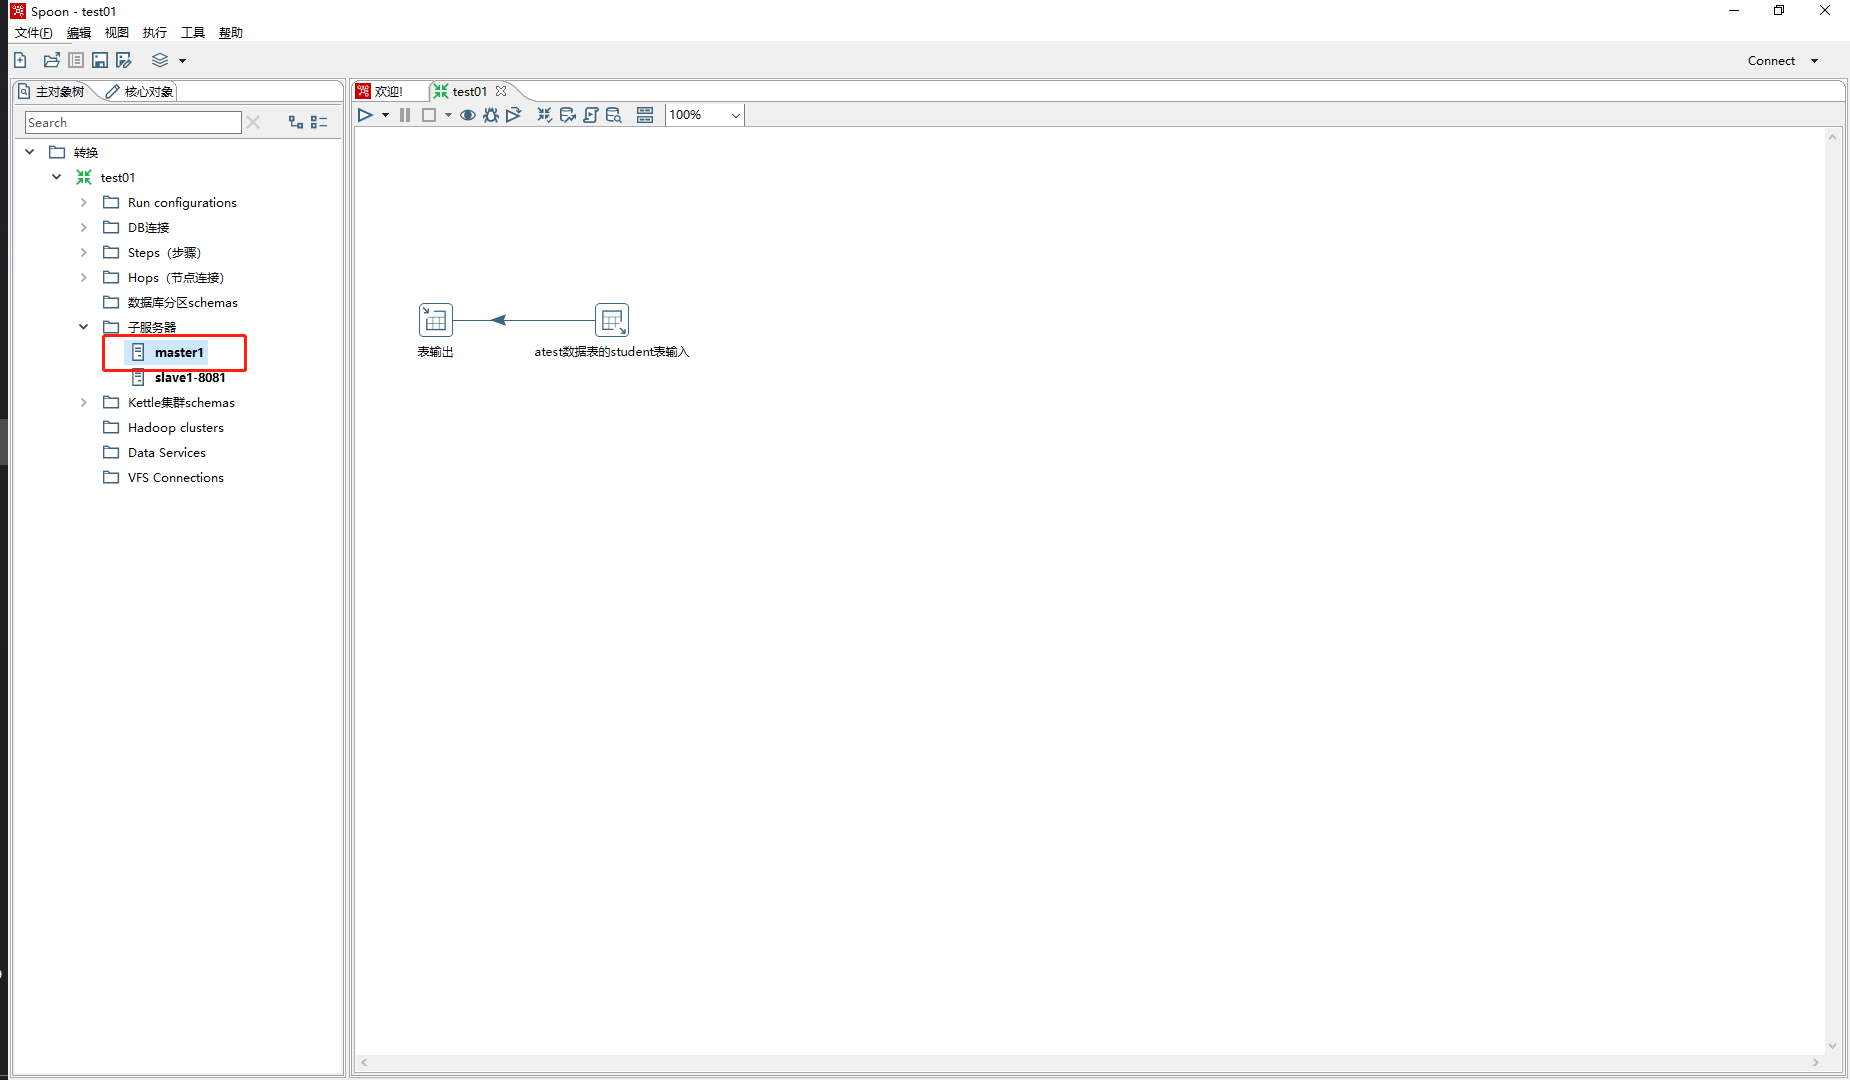 Spoon - test01
文件(F) 编辑 视图 执行 工具 帮助
Connect
主对象树 核心对象
欢迎! test01
Search
100%
转换
test01
Run configurations
DB连接
Steps（步骤）
Hops（节点连接）
数据库分区schemas
子服务器
master1
slave1-8081
Kettle集群schemas
Hadoop clusters
Data Services
VFS Connections
表输出
atest数据表的student表输入